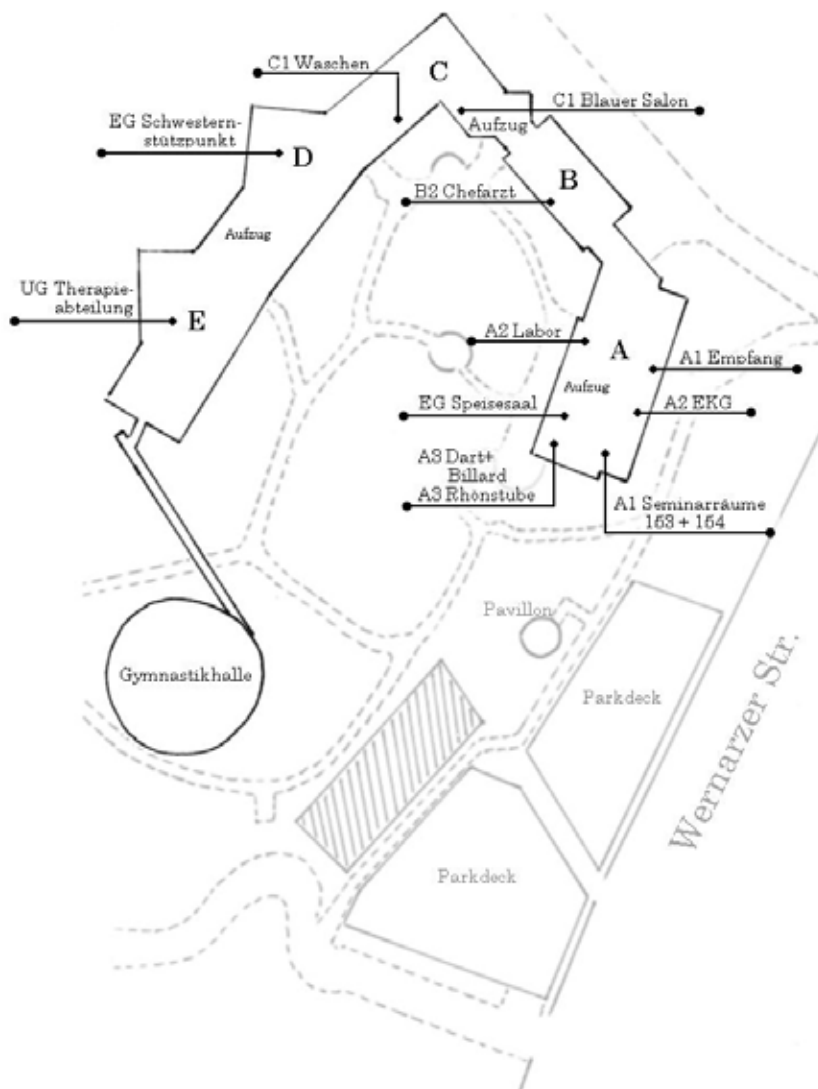 C1 Waschen
C
C1 Blauer Salon
EG Schwestern-
stützpunkt
Aufzug
D
B
B2 Chefarzt
Aufzug
UG Therapie-
abteilung
E
A2 Labor
A
A1 Empfang
Aufzug
EG Speisesaal
A2 EKG
A3 Dart+
Billard
A3 Rhönstube
A1 Seminarräume
153 + 154
Pavillon
Gymnastikhalle
Parkdeck
Wernarzer Str.
Parkdeck